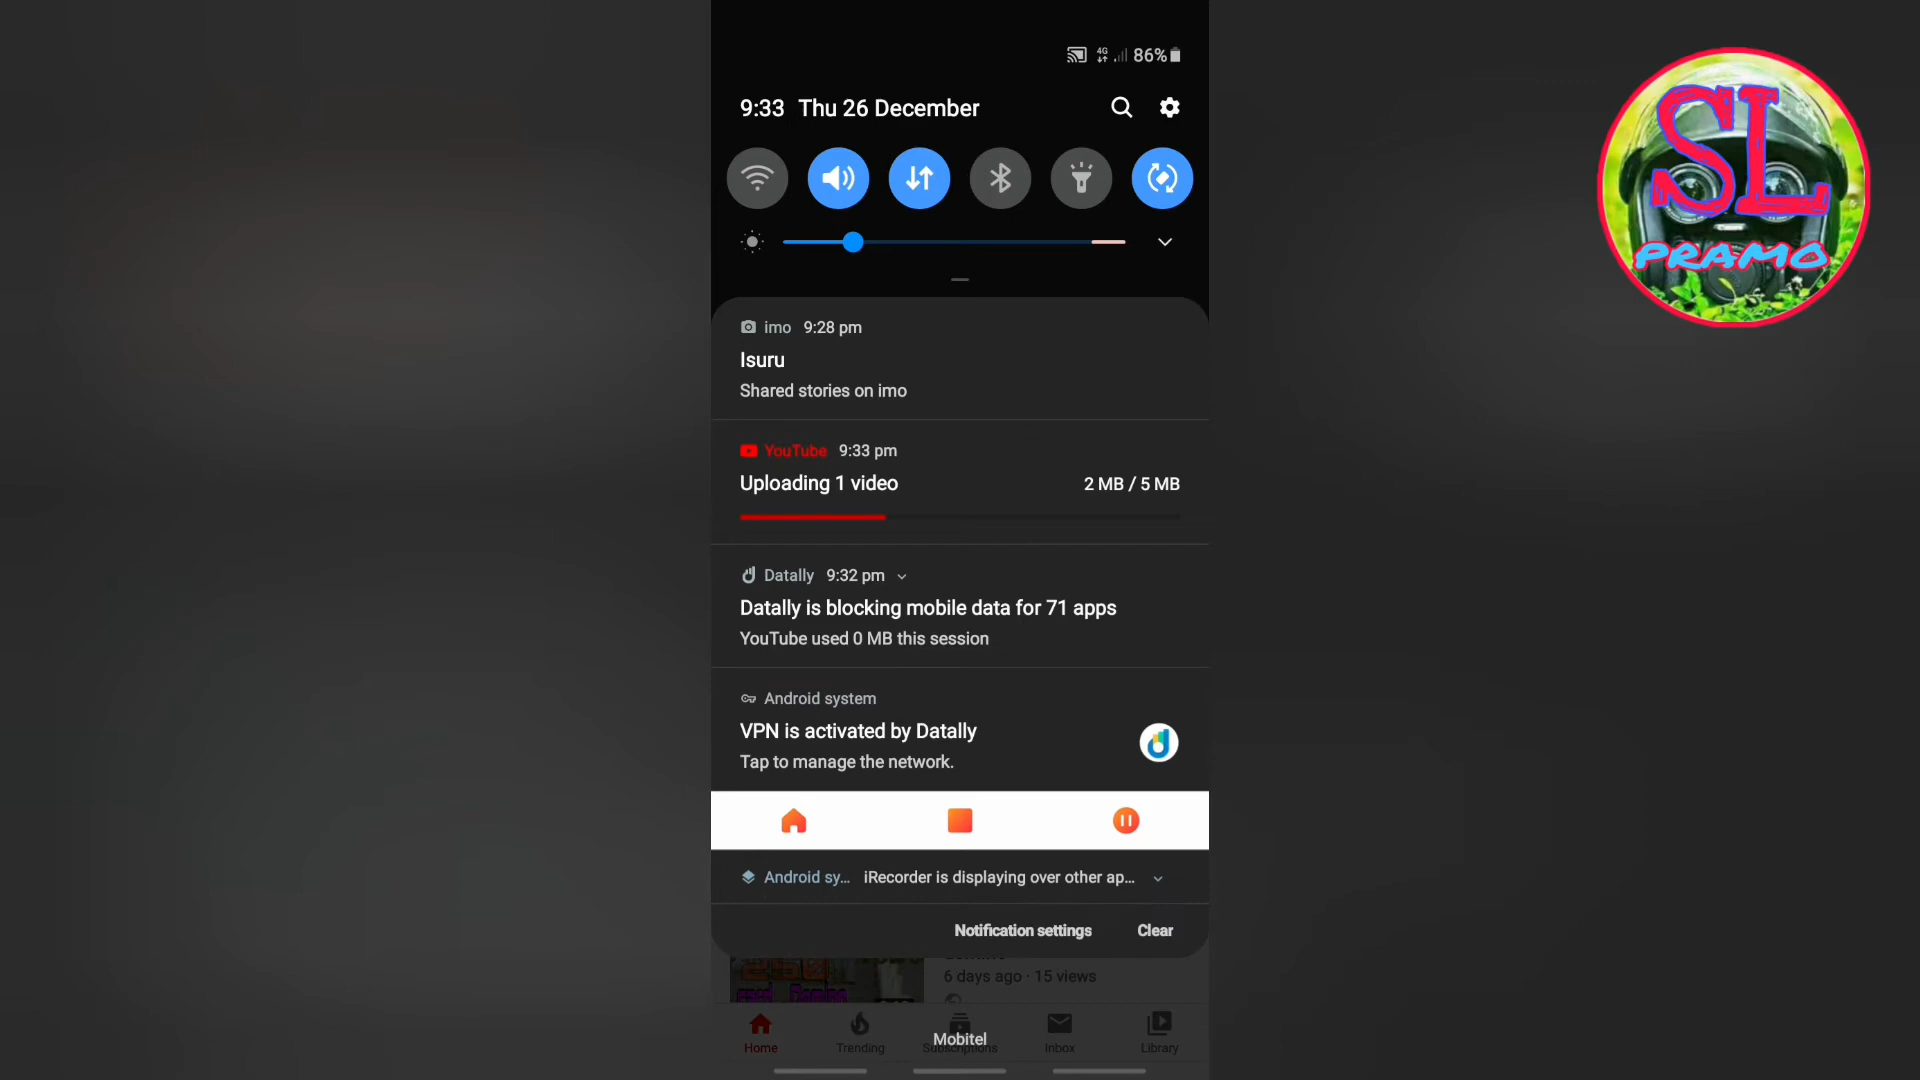 4G 86%
9:33 Thu 26 December
imo 9:28 pm
Isuru
Shared stories on imo
YouTube 9:33 pm
Uploading 1 video 2 MB / 5 MB
Datally 9:32 pm
Datally is blocking mobile data for 71 apps
YouTube used 0 MB this session
Android system
VPN is activated by Datally
Tap to manage the network.
Android sy... iRecorder is displaying over other ap...
Notification settings Clear
6 days ago · 15 views
Mobitel
Home Trending Subscriptions Inbox Library
SL
PRAMO